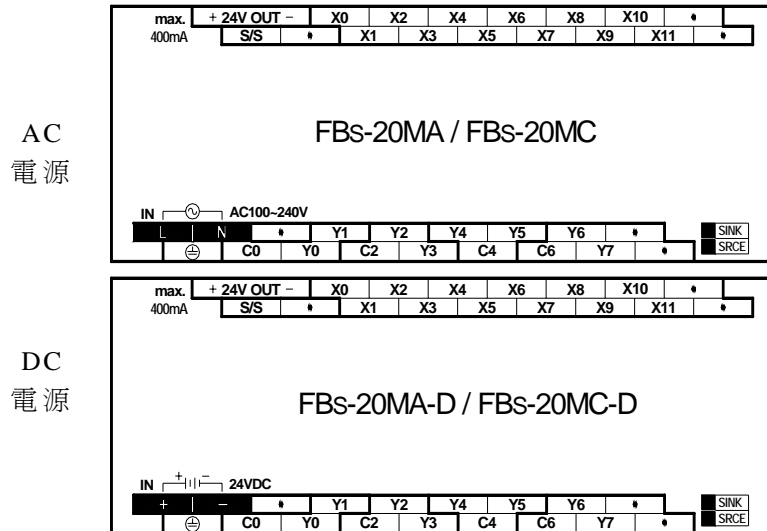 max. + 24V OUT − X0 X2 X4 X6 X8 X10
400mA S/S X1 X3 X5 X7 X9 X11
AC
電源
FBs-20MA / FBs-20MC
IN AC100~240V
L N Y1 Y2 Y4 Y5 Y6 SINK
C0 Y0 C2 Y3 C4 C6 Y7 SRCE
max. + 24V OUT − X0 X2 X4 X6 X8 X10
400mA S/S X1 X3 X5 X7 X9 X11
DC
電源
FBs-20MA-D / FBs-20MC-D
IN + − 24VDC
+ − Y1 Y2 Y4 Y5 Y6 SINK
C0 Y0 C2 Y3 C4 C6 Y7 SRCE